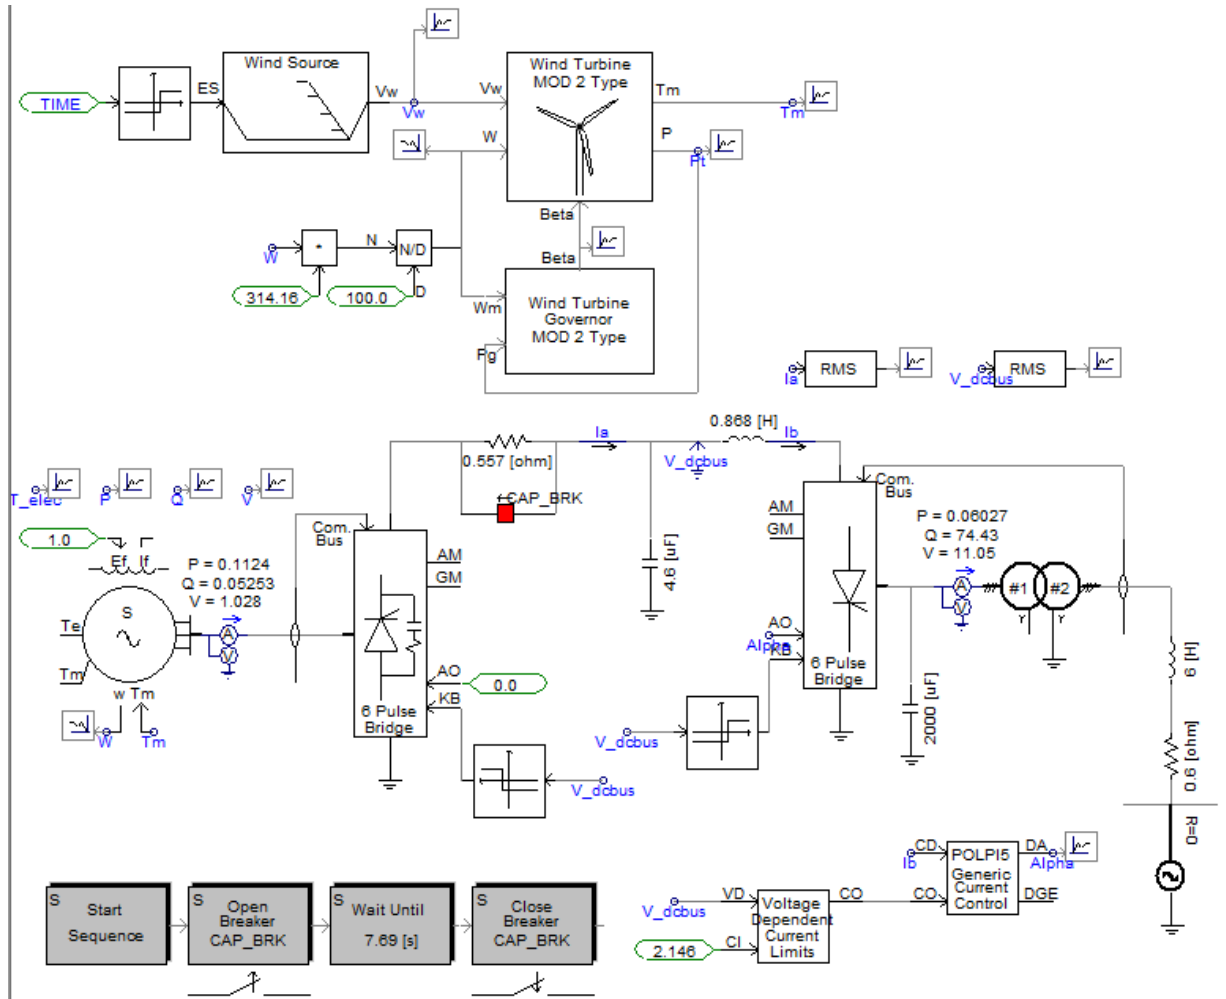 Wind Source
Wind Turbine
MOD 2 Type
TIME
ES
Vw
Vw
Vw
Tm
Tm
W
P
Pt
Beta
Beta
W
*
N
N/D
D
314.16
100.0
Wm
Wind Turbine
Governor
MOD 2 Type
Pg
Ia
RMS
V_dcbus
RMS
0.868 [H]
Ia
Ib
0.557 [ohm]
V_dcbus
CAP_BRK
T_elec
P
Q
V
1.0
Ef
If
P = 0.1124
Q = 0.05253
V = 1.028
S
A
V
Te
Tm
w
Tm
W
Tm
Com.
Bus
AM
GM
AO
KB
0.0
6 Pulse
Bridge
V_dcbus
4.6 [uF]
Com.
Bus
AM
GM
AO
Alpha
KB
6 Pulse
Bridge
V_dcbus
P = 0.06027
Q = 74.43
V = 11.05
A
V
#1
#2
Y
Y
2000 [uF]
6 [H]
0.6 [ohm]
R=0
S
Start
Sequence
S
Open
Breaker
CAP_BRK
S
Wait Until
7.69 [s]
S
Close
Breaker
CAP_BRK
V_dcbus
VD
2.146
CI
Voltage
Dependent
Current
Limits
CO
CO
Ib
CD
POLPI5
Generic
Current
Control
DA
Alpha
DGE